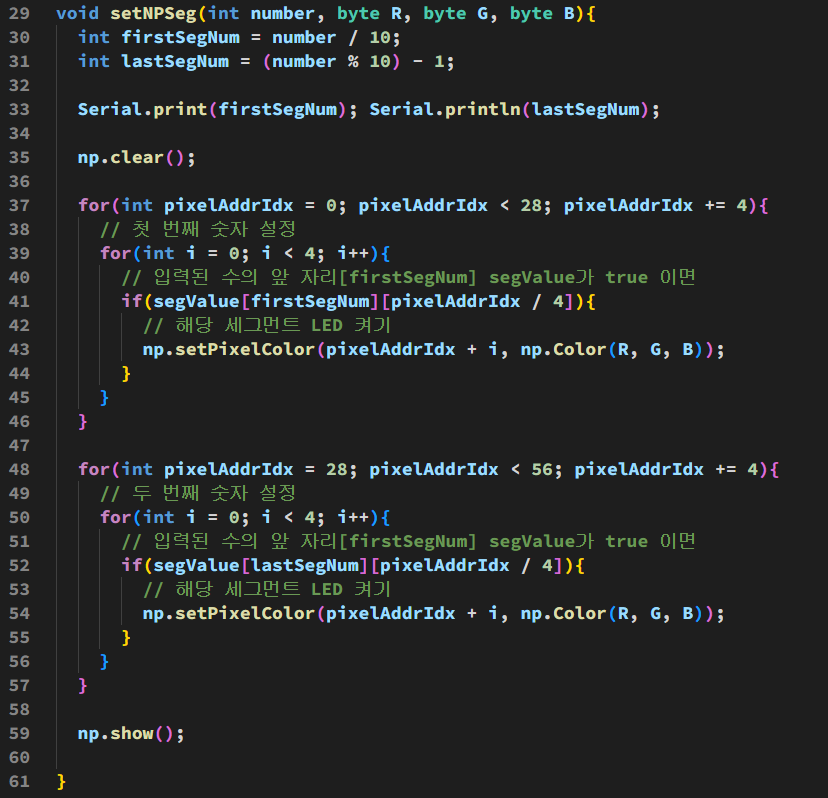 29 void setNPSeg(int number, byte R, byte G, byte B){
30   int firstSegNum = number / 10;
31   int lastSegNum = (number % 10) - 1;
32
33   Serial.print(firstSegNum); Serial.println(lastSegNum);
34
35   np.clear();
36
37   for(int pixelAddrIdx = 0; pixelAddrIdx < 28; pixelAddrIdx += 4){
38     // 첫 번째 숫자 설정
39     for(int i = 0; i < 4; i++){
40       // 입력된 수의 앞 자리[firstSegNum] segValue가 true 이면
41       if(segValue[firstSegNum][pixelAddrIdx / 4]){
42         // 해당 세그먼트 LED 켜기
43         np.setPixelColor(pixelAddrIdx + i, np.Color(R, G, B));
44       }
45     }
46   }
47
48   for(int pixelAddrIdx = 28; pixelAddrIdx < 56; pixelAddrIdx += 4){
49     // 두 번째 숫자 설정
50     for(int i = 0; i < 4; i++){
51       // 입력된 수의 앞 자리[firstSegNum] segValue가 true 이면
52       if(segValue[lastSegNum][pixelAddrIdx / 4]){
53         // 해당 세그먼트 LED 켜기
54         np.setPixelColor(pixelAddrIdx + i, np.Color(R, G, B));
55       }
56     }
57   }
58
59   np.show();
60
61 }